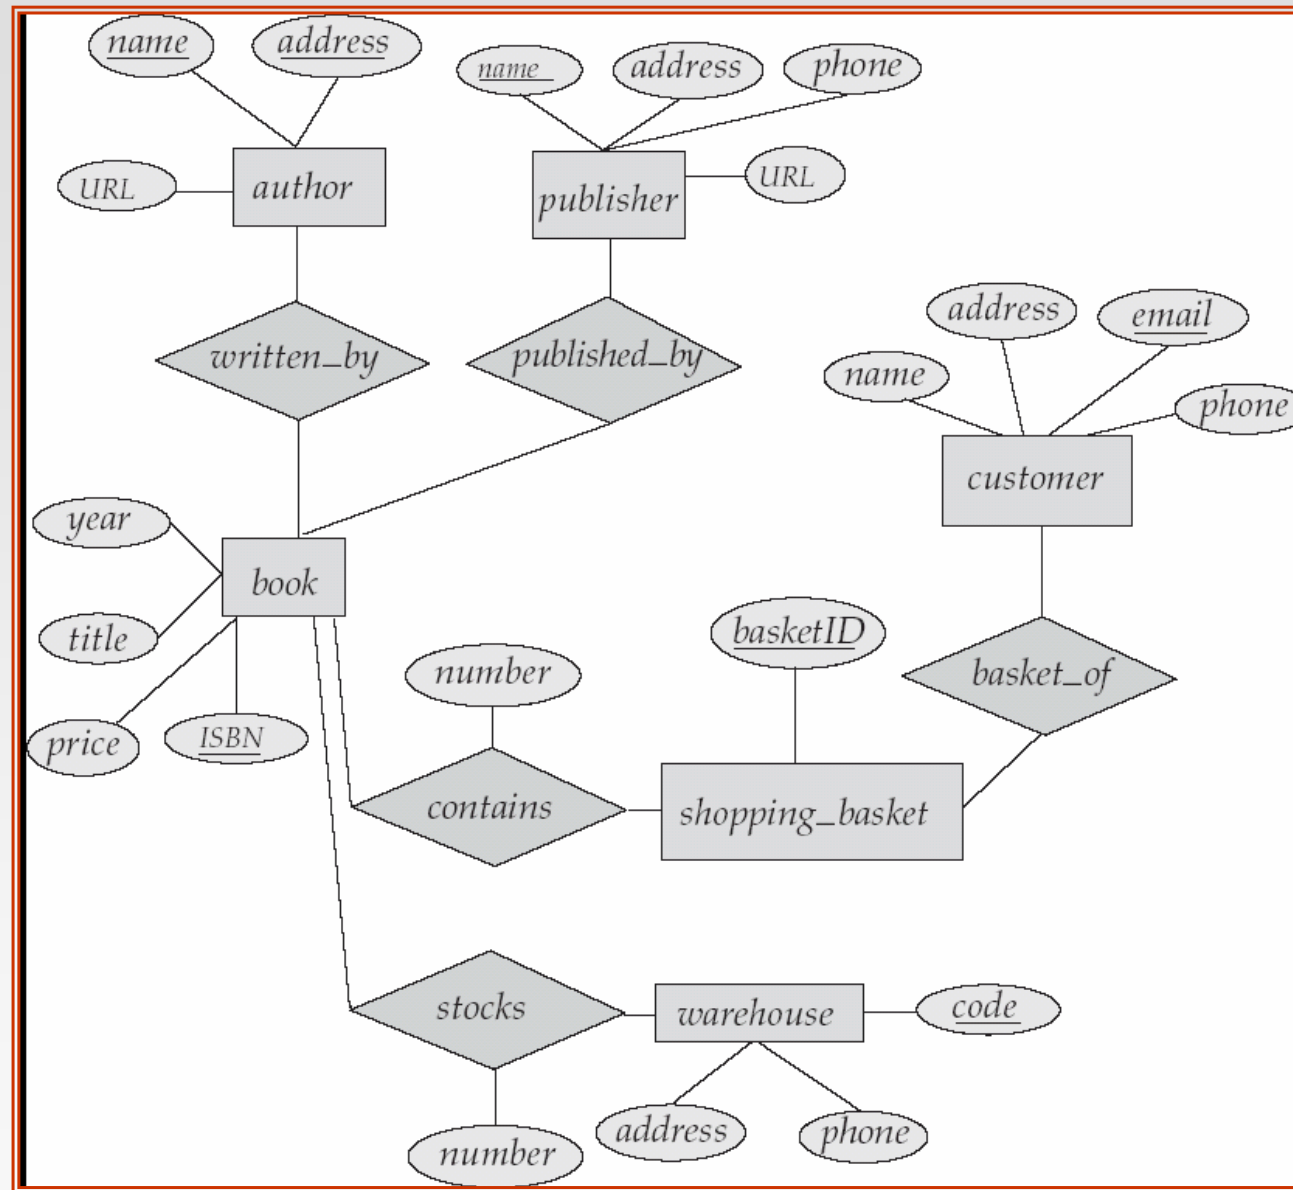 name
address
name
address
phone
URL
author
publisher
URL
written_by
published_by
address
email
name
phone
customer
year
book
title
price
ISBN
number
basketID
basket_of
contains
shopping_basket
stocks
warehouse
code
address
phone
number